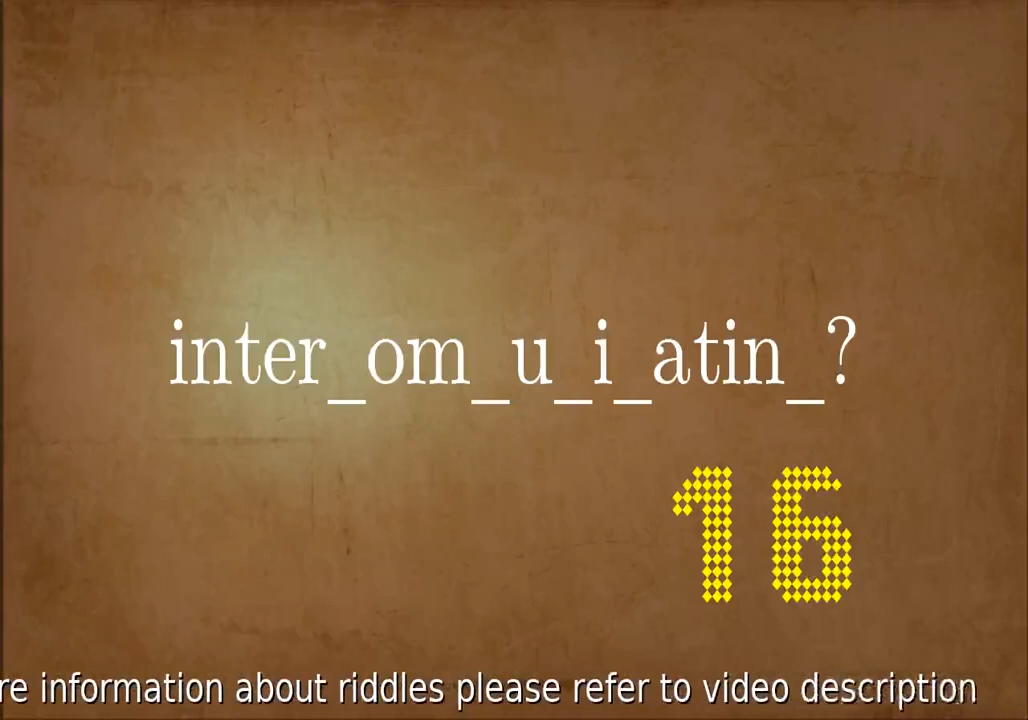 inter_om_u_i_atin_?
16
re information about riddles please refer to video description